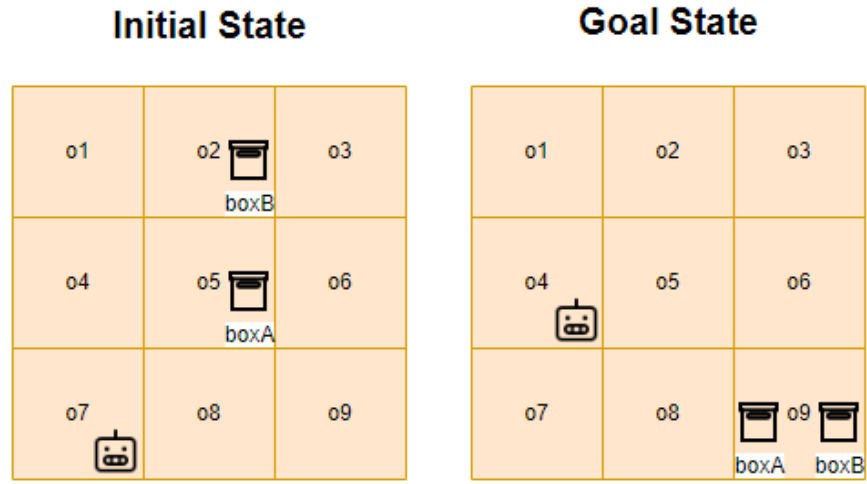 Initial State
Goal State
o1 o2 o3
boxB
o4 o5 o6
boxA
o7 o8 o9
o1 o2 o3
o4 o5 o6
o7 o8 o9
boxA boxB